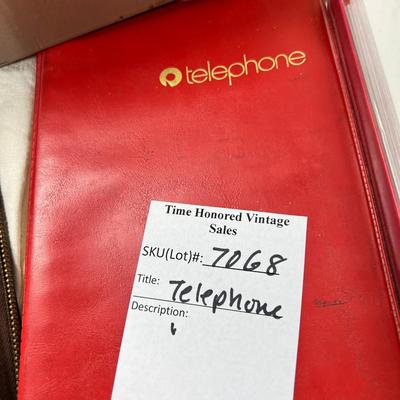 telephone
Time Honored Vintage
Sales
SKU(Lot)#: 7068
Title: Telephone
Description: